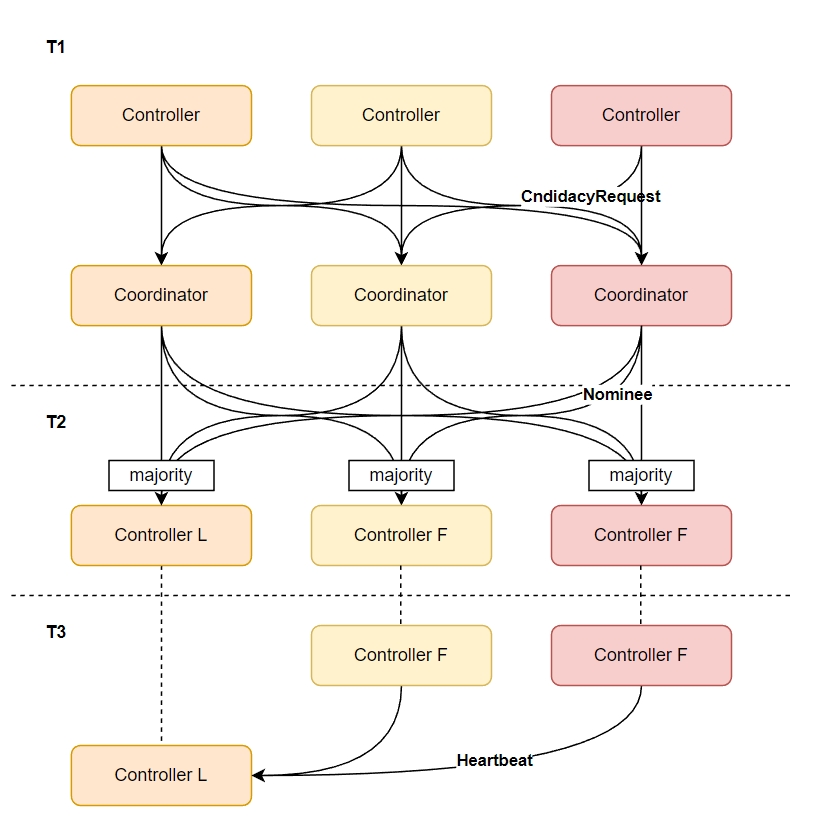 T1
Controller
Controller
Controller
CndidacyRequest
Coordinator
Coordinator
Coordinator
Nominee
T2
majority
majority
majority
Controller L
Controller F
Controller F
T3
Controller F
Controller F
Heartbeat
Controller L